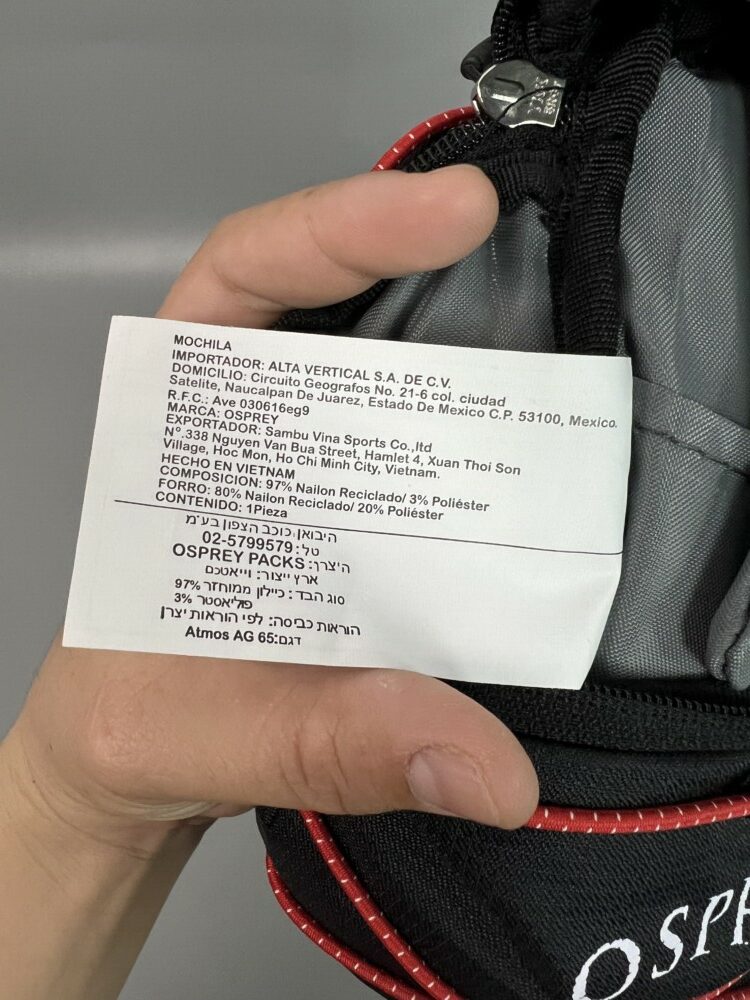 MOCHILA
IMPORTADOR: ALTA VERTICAL S.A. DE C.V.
DOMICILIO: Circuito Geografos No. 21-6 col. ciudad
Satelite, Naucalpan De Juarez, Estado De Mexico C.P. 53100, Mexico.
R.F.C.: Ave 030616eg9
MARCA: OSPREY
EXPORTADOR: Sambu Vina Sports Co.,ltd
Nº.338 Nguyen Van Bua Street, Hamlet 4, Xuan Thoi Son
Village, Hoc Mon, Ho Chi Minh City, Vietnam.
HECHO EN VIETNAM
COMPOSICION: 97% Nailon Reciclado/ 3% Poliéster
FORRO: 80% Nailon Reciclado/ 20% Poliéster
CONTENIDO: 1Pieza
היבואן כוכב הצפון בע"מ
טל: 02-5799579
היצרן: OSPREY PACKS
ארץ ייצור: וייאטכם
סוג הבד: כיילון ממוחזר 97%
פוליאסטר 3%
הוראות כביסה: לפי הוראות יצרן
דגם: Atmos AG 65
OSPR